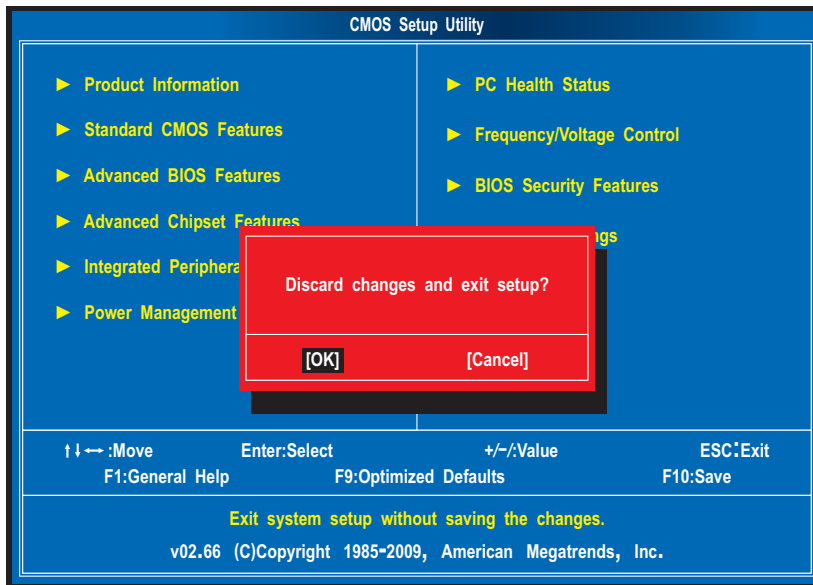 CMOS Setup Utility
► Product Information
► Standard CMOS Features
► Advanced BIOS Features
► Advanced Chipset Features
► Integrated
► Power Management
► PC Health Status
► Frequency/Voltage Control
► BIOS Security Features
Discard changes and exit setup?
[OK] [Cancel]
↑↓←→ :Move Enter:Select +/-/:Value ESC:Exit
F1:General Help F9:Optimized Defaults F10:Save
Exit system setup without saving the changes.
v02.66 (C)Copyright 1985-2009, American Megatrends, Inc.